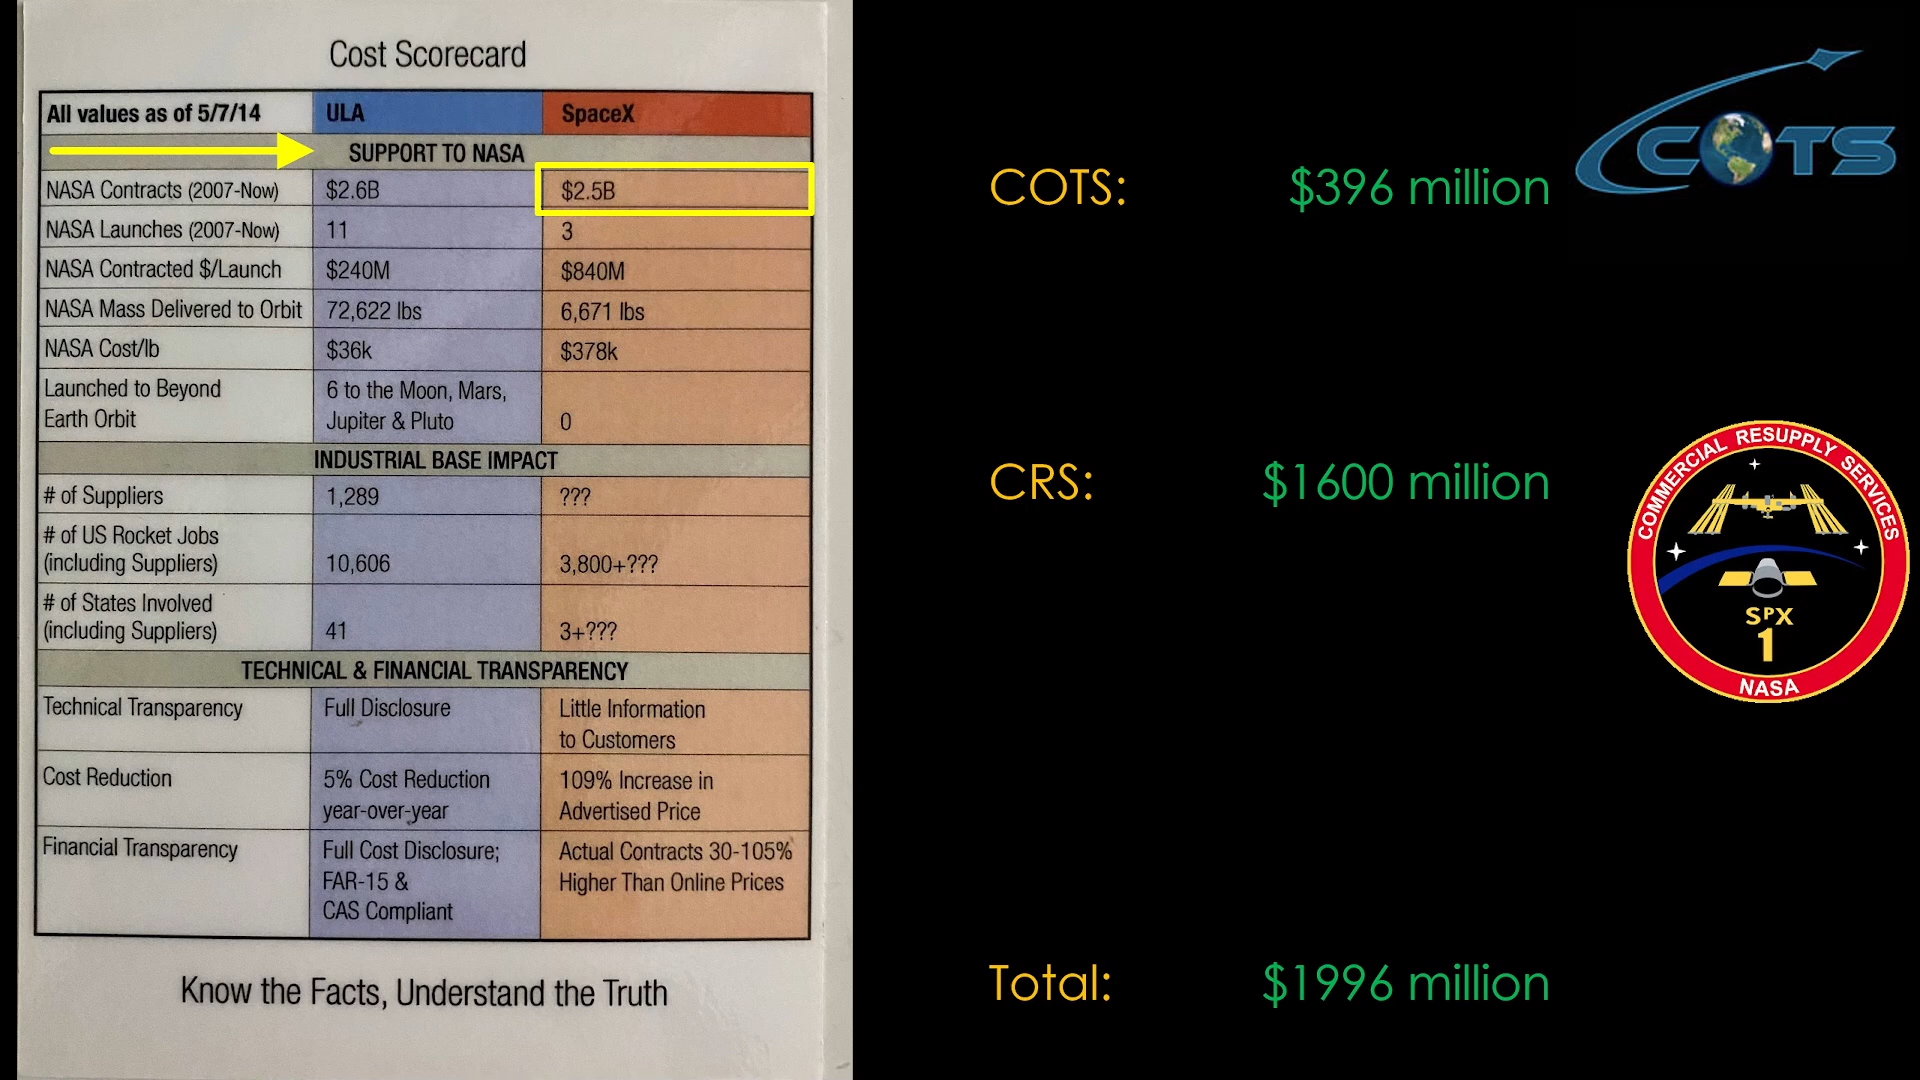 Cost Scorecard
All values as of 5/7/14 ULA SpaceX
SUPPORT TO NASA
NASA Contracts (2007-Now) $2.6B $2.5B
NASA Launches (2007-Now) 11 3
NASA Contracted $/Launch $240M $840M
NASA Mass Delivered to Orbit 72,622 lbs 6,671 lbs
NASA Cost/lb $36k $378k
Launched to Beyond 6 to the Moon, Mars,
Earth Orbit Jupiter & Pluto 0
INDUSTRIAL BASE IMPACT
# of Suppliers 1,289 ???
# of US Rocket Jobs
(including Suppliers) 10,606 3,800+???
# of States Involved
(including Suppliers) 41 3+???
TECHNICAL & FINANCIAL TRANSPARENCY
Technical Transparency Full Disclosure Little Information
to Customers
Cost Reduction 5% Cost Reduction 109% Increase in
year-over-year Advertised Price
Financial Transparency Full Cost Disclosure; Actual Contracts 30-105%
FAR-15 & Higher Than Online Prices
CAS Compliant
Know the Facts, Understand the Truth
COTS: $396 million
COTS
CRS: $1600 million
COMMERCIAL RESUPPLY SERVICES
SPX
1
NASA
Total: $1996 million